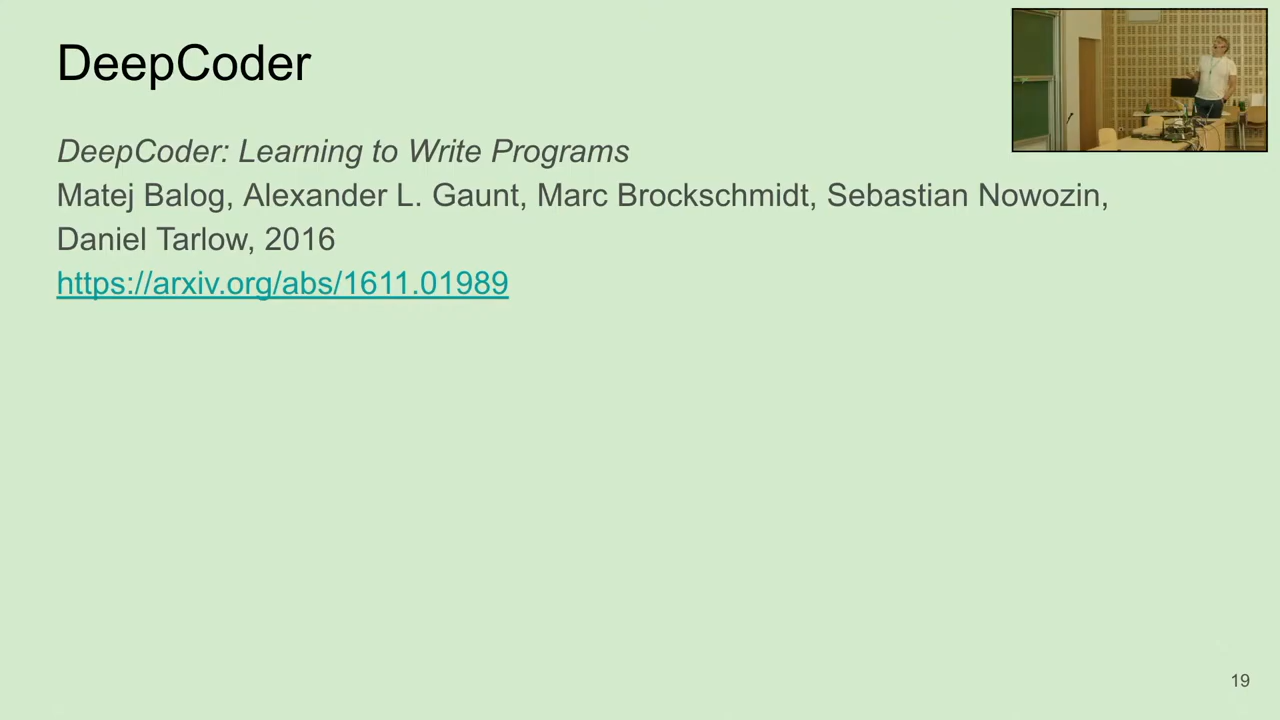 DeepCoder
DeepCoder: Learning to Write Programs
Matej Balog, Alexander L. Gaunt, Marc Brockschmidt, Sebastian Nowozin,
Daniel Tarlow, 2016
https://arxiv.org/abs/1611.01989
19